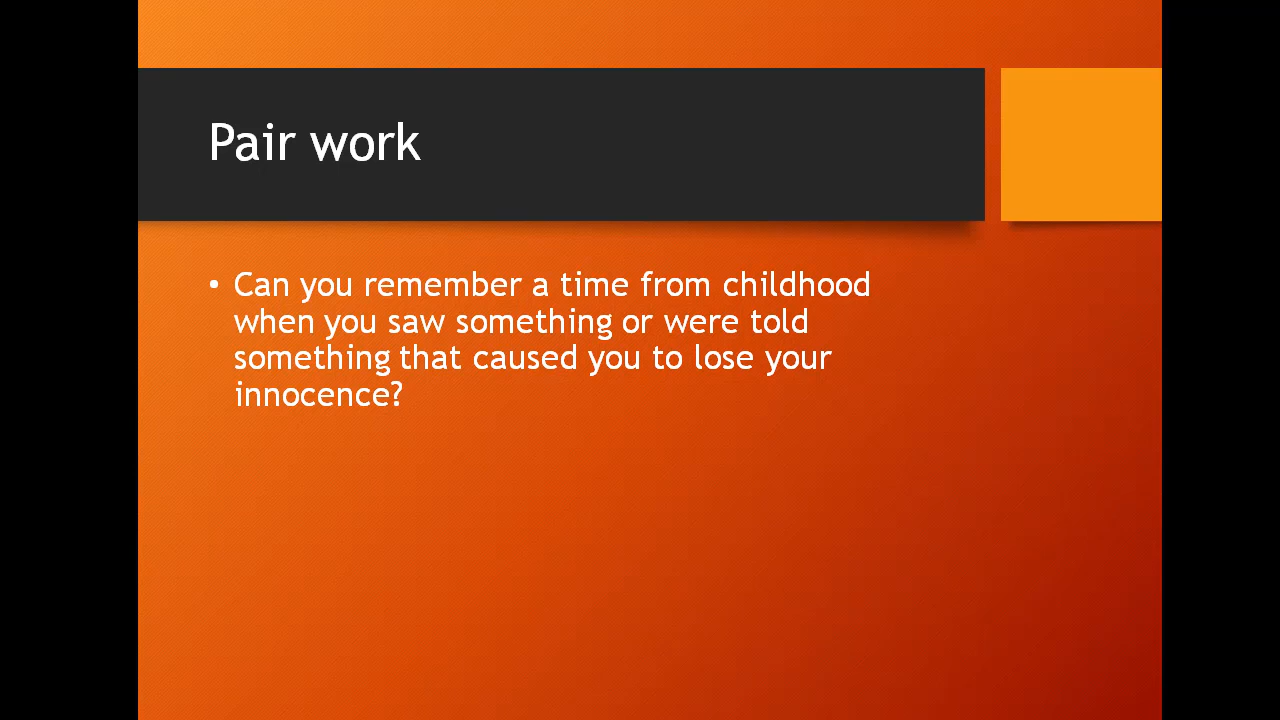 Pair work
• Can you remember a time from childhood
when you saw something or were told
something that caused you to lose your
innocence?